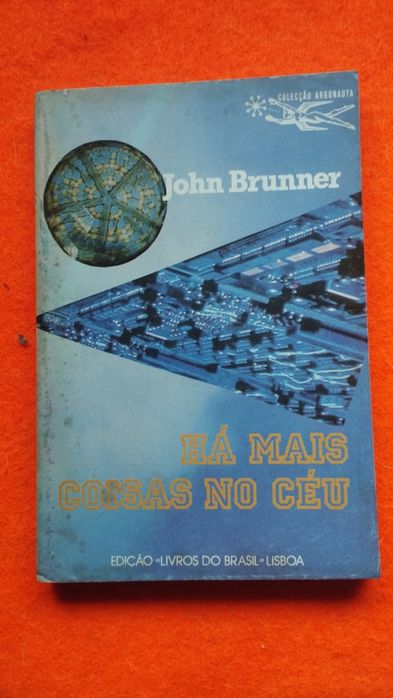 COLECÇÃO ARGONAUTA
John Brunner
HÁ MAIS
COISAS NO CÉU
EDIÇÃO «LIVROS DO BRASIL» LISBOA